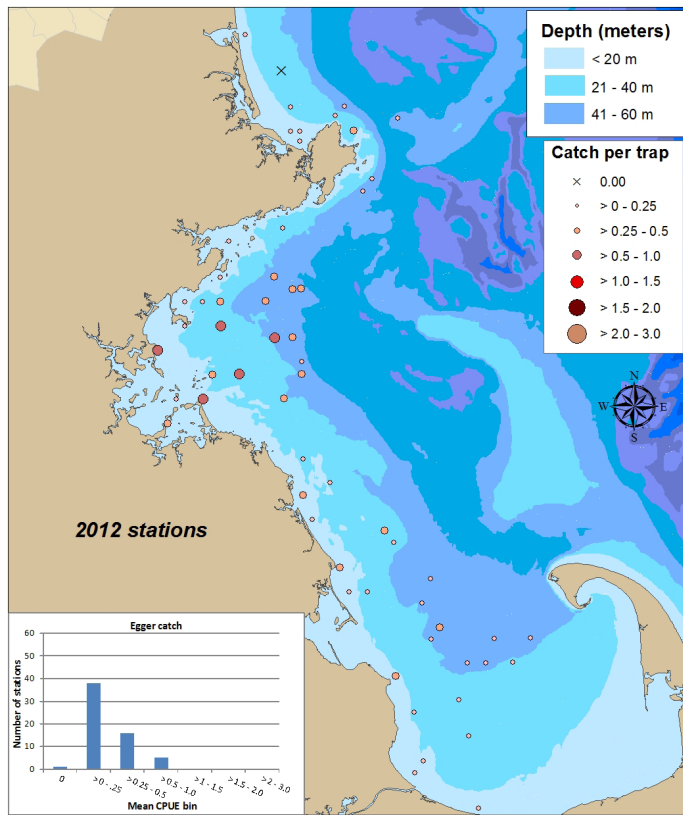 Depth (meters)
< 20 m
21 - 40 m
41 - 60 m
Catch per trap
0.00
> 0 - 0.25
> 0.25 - 0.5
> 0.5 - 1.0
> 1.0 - 1.5
> 1.5 - 2.0
> 2.0 - 3.0
N
W E
S
2012 stations
Egger catch
Number of stations
60
50
40
30
20
10
0
0
> 0 - .25
> 0.25 - 0.5
> 0.5 - 1.0
> 1 - 1.5
> 1.5 - 2.0
> 2 - 3.0
Mean CPUE bin